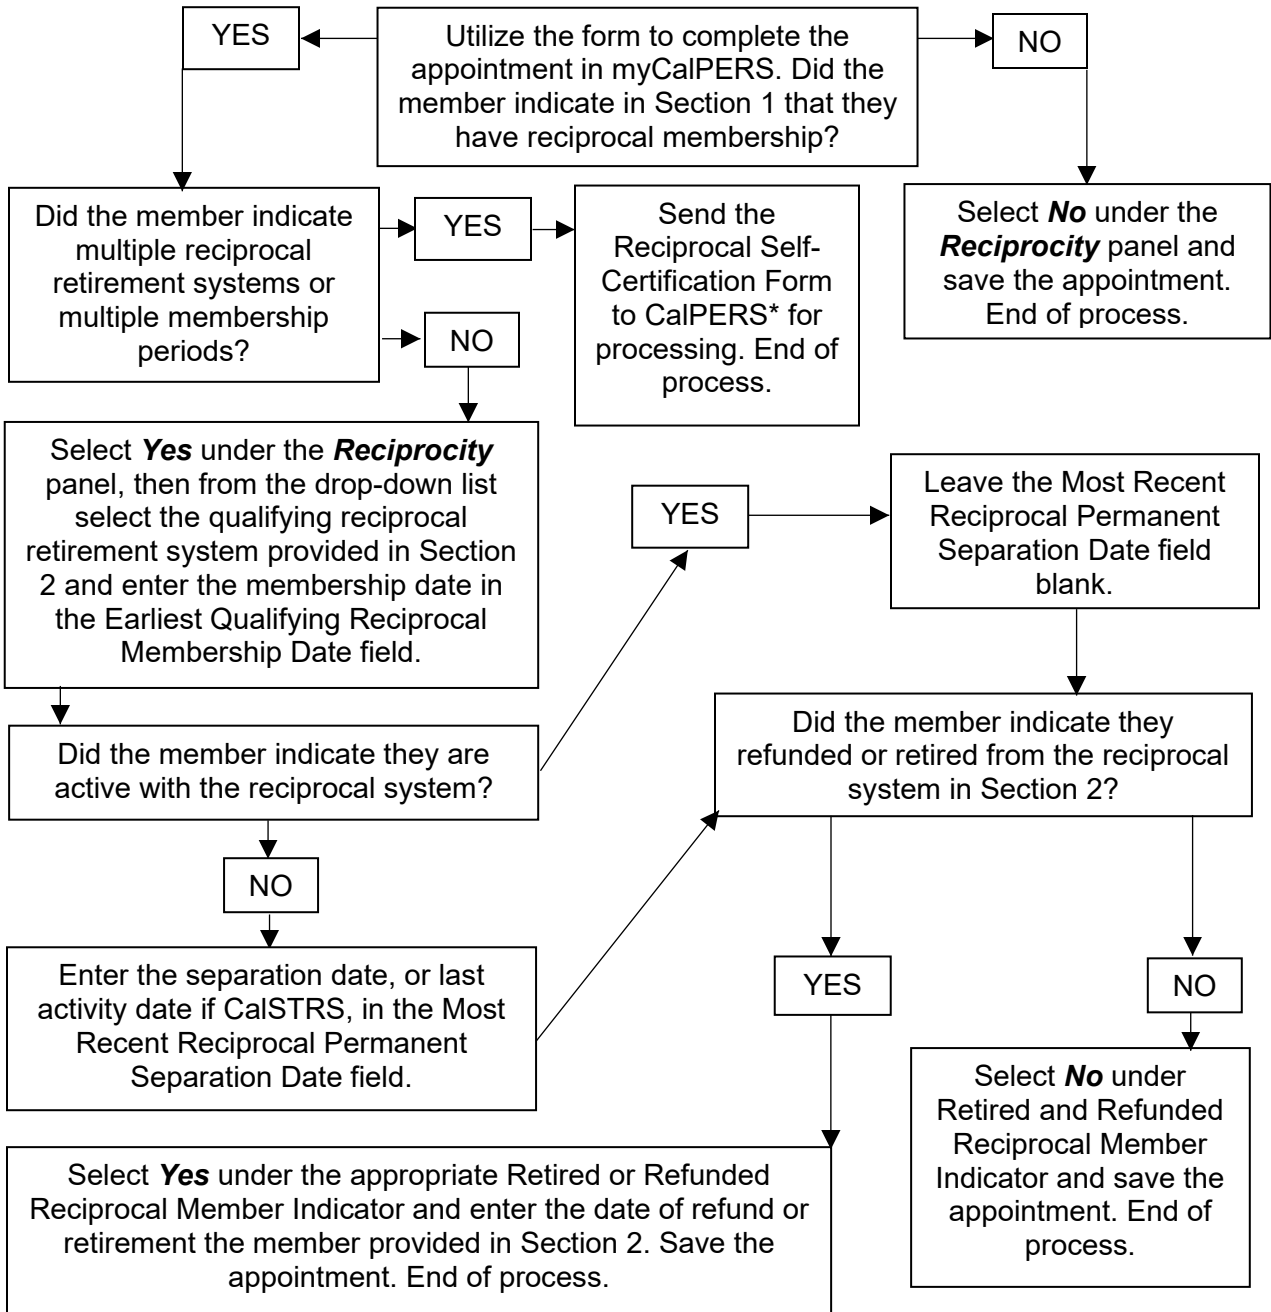 YES
Utilize the form to complete the
appointment in myCalPERS. Did the
member indicate in Section 1 that they
have reciprocal membership?
NO
Did the member indicate
multiple reciprocal
retirement systems or
multiple membership
periods?
YES
Send the
Reciprocal Self-
Certification Form
to CalPERS* for
processing. End of
process.
Select No under the
Reciprocity panel and
save the appointment.
End of process.
NO
Select Yes under the Reciprocity
panel, then from the drop-down list
select the qualifying reciprocal
retirement system provided in Section
2 and enter the membership date in
the Earliest Qualifying Reciprocal
Membership Date field.
YES
Leave the Most Recent
Reciprocal Permanent
Separation Date field
blank.
Did the member indicate they are
active with the reciprocal system?
Did the member indicate they
refunded or retired from the reciprocal
system in Section 2?
NO
Enter the separation date, or last
activity date if CalSTRS, in the Most
Recent Reciprocal Permanent
Separation Date field.
YES
NO
Select Yes under the appropriate Retired or Refunded
Reciprocal Member Indicator and enter the date of refund or
retirement the member provided in Section 2. Save the
appointment. End of process.
Select No under
Retired and Refunded
Reciprocal Member
Indicator and save the
appointment. End of
process.